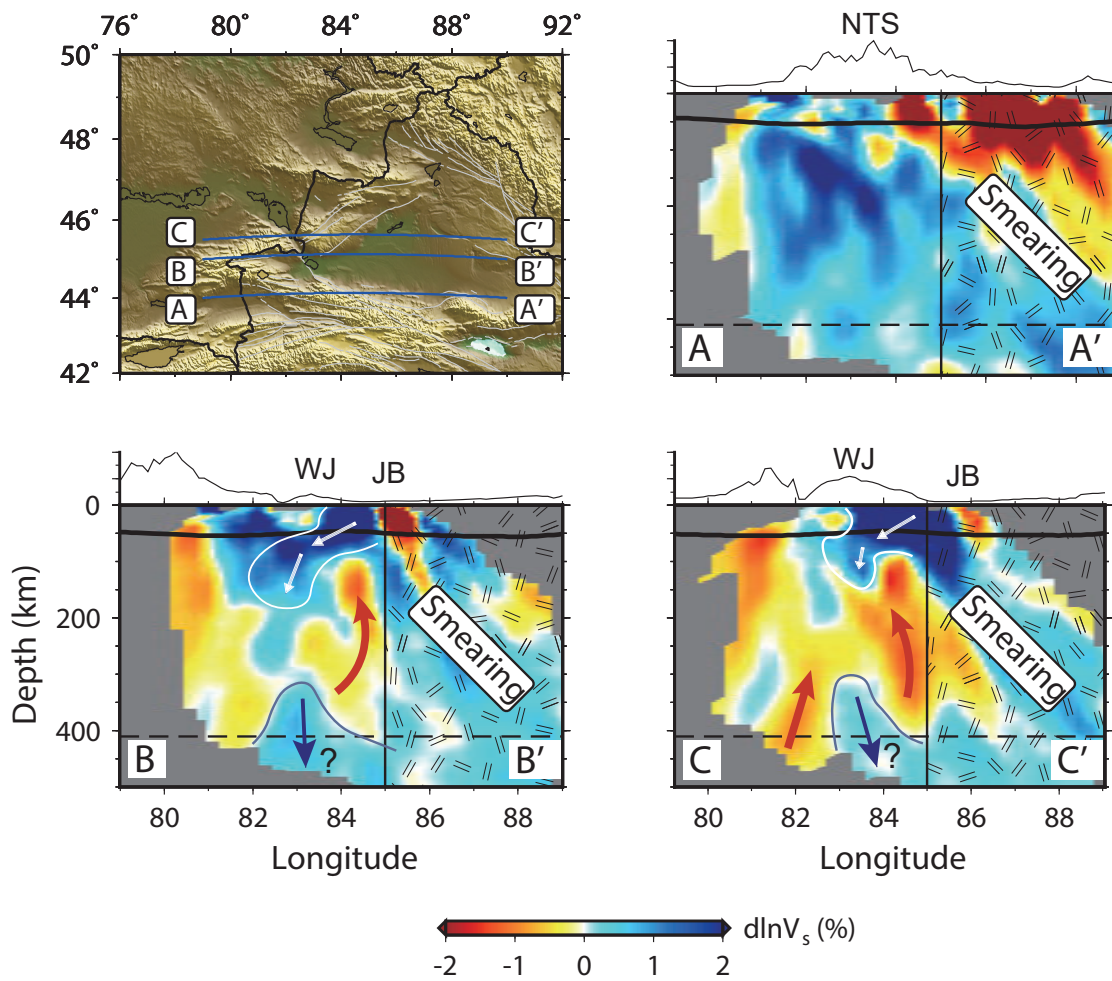 76˚ 80˚ 84˚ 88˚ 92˚
50˚
48˚
46˚
44˚
42˚
C C'
B B'
A A'
NTS
Smearing
A A'
WJ JB
0
200
400
Depth (km)
Smearing
?
B B'
80 82 84 86 88
Longitude
WJ JB
Smearing
?
C C'
80 82 84 86 88
Longitude
dlnVs (%)
-2 -1 0 1 2